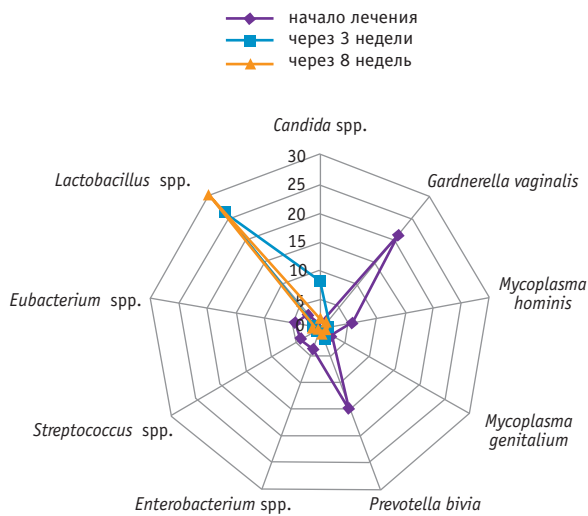 начало лечения
через 3 недели
через 8 недель
Candida spp.
30
25
20
15
10
5
0
Lactobacillus spp.
Gardnerella vaginalis
Eubacterium spp.
Mycoplasma
hominis
Streptococcus spp.
Mycoplasma
genitalium
Enterobacterium spp.
Prevotella bivia